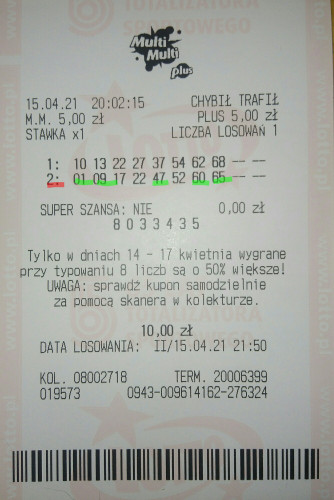 TOTALIZATORA
SPORTOWEGO
Multi
Multi
plus
15.04.21 20:02:15 CHYBIŁ TRAFIŁ
M.M. 5,00 zł PLUS 5,00 zł
STAWKA x1 LICZBA LOSOWAŃ 1
1: 10 13 22 27 37 54 62 68 -- --
2: 01 09 17 22 47 52 60 65 -- --
SUPER SZANSA: NIE 0,00 zł
8033435
Tylko w dniach 14 - 17 kwietnia wygrane
przy typowaniu 8 liczb są o 50% większe!
UWAGA: sprawdź kupon samodzielnie
za pomocą skanera w kolekturze.
10,00 zł
DATA LOSOWANIA: II/15.04.21 21:50
KOL. 08002718 TERM. 20006399
019573 0943-009614162-276324